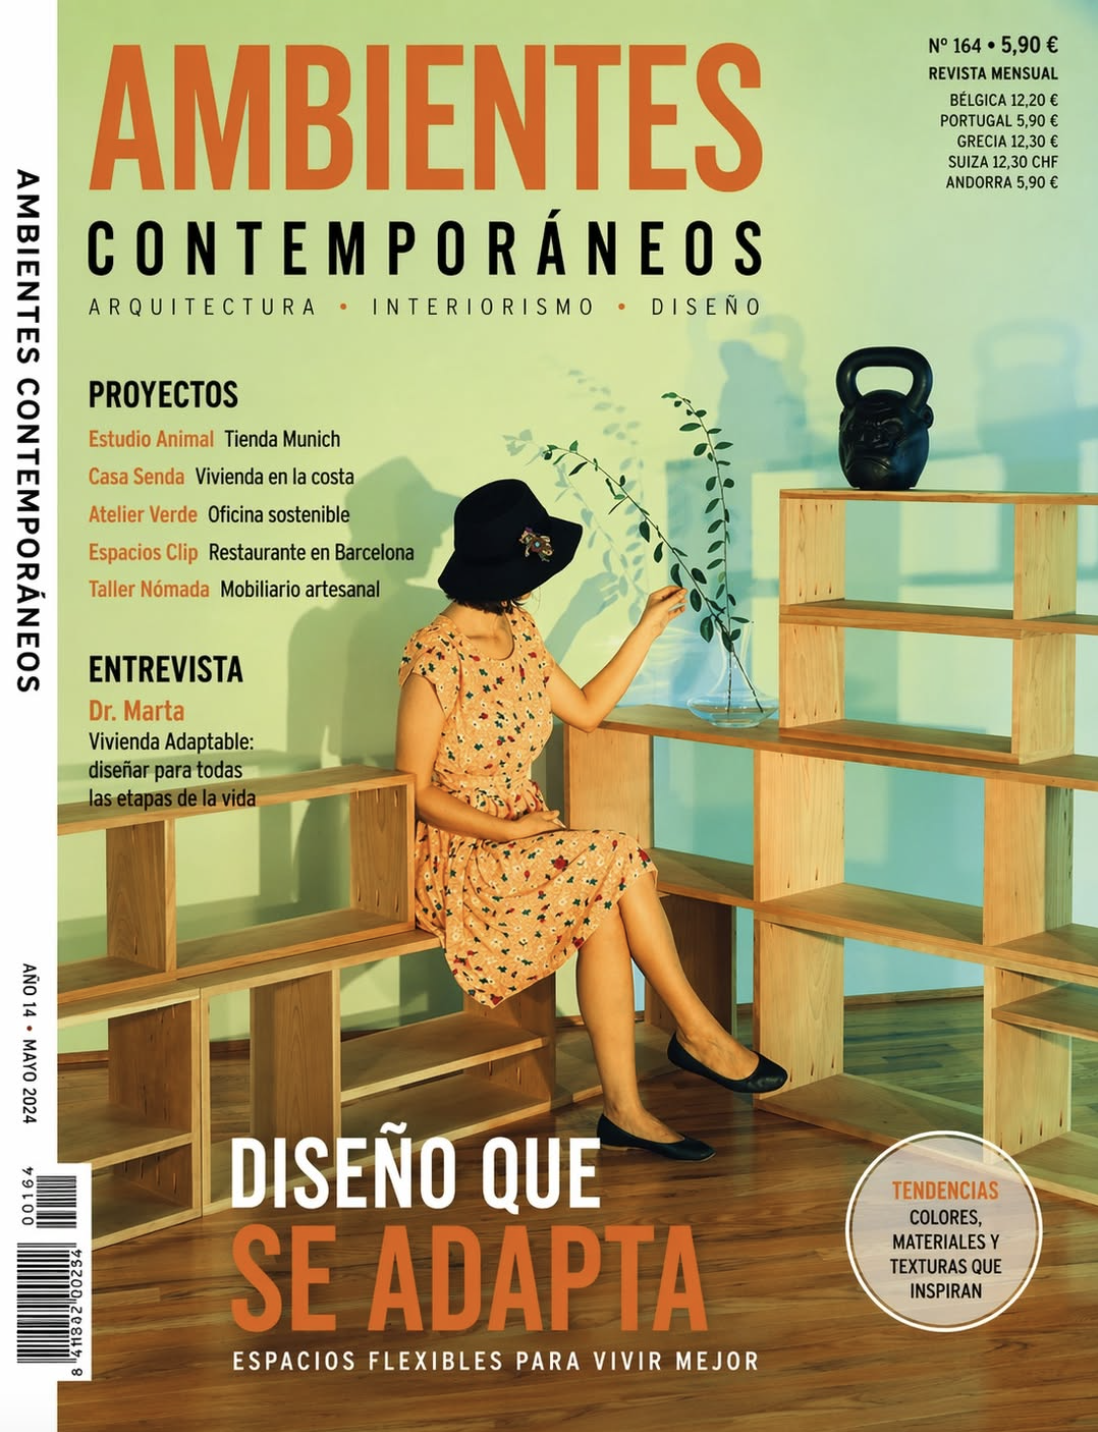 AMBIENTES
CONTEMPORÁNEOS
ARQUITECTURA • INTERIORISMO • DISEÑO
Nº 164 • 5,90 €
REVISTA MENSUAL
BÉLGICA 12,20 €
PORTUGAL 5,90 €
GRECIA 12,30 €
SUIZA 12,30 CHF
ANDORRA 5,90 €
PROYECTOS
Estudio Animal Tienda Munich
Casa Senda Vivienda en la costa
Atelier Verde Oficina sostenible
Espacios Clip Restaurante en Barcelona
Taller Nómada Mobiliario artesanal
ENTREVISTA
Dr. Marta
Vivienda Adaptable:
diseñar para todas
las etapas de la vida
DISEÑO QUE
SE ADAPTA
ESPACIOS FLEXIBLES PARA VIVIR MEJOR
TENDENCIAS
COLORES,
MATERIALES Y
TEXTURAS QUE
INSPIRAN
AMBIENTES CONTEMPORÁNEOS
AÑO 14 • MAYO 2024
00164
8 411802 00234